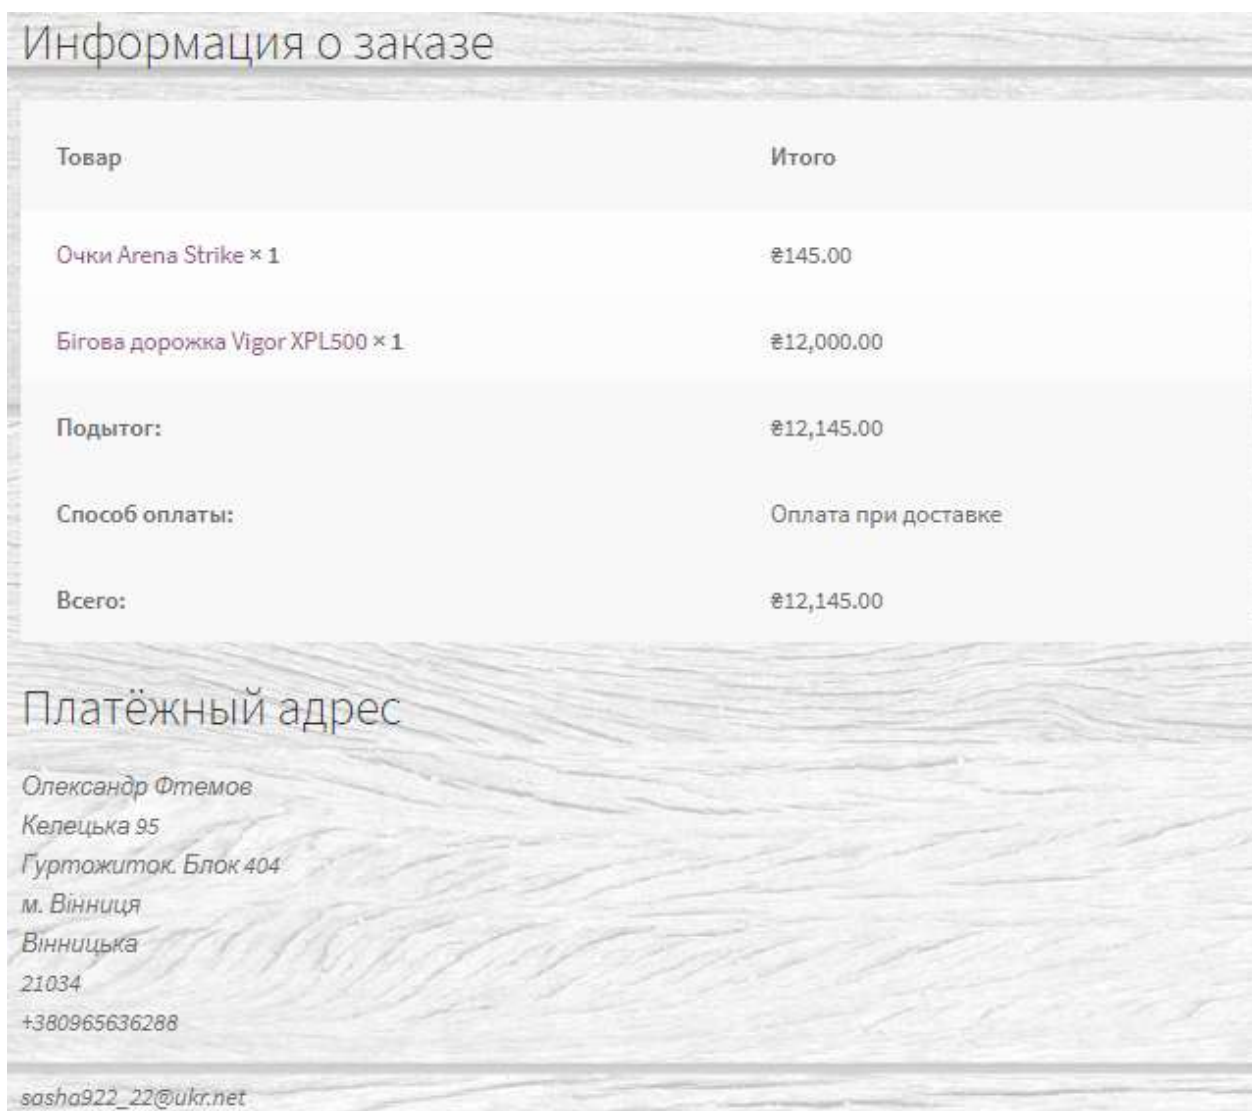 Информация о заказе
Товар Итого
Очки Arena Strike × 1 ₴145.00
Бігова дорожка Vigor XPL500 × 1 ₴12,000.00
Подытог: ₴12,145.00
Способ оплаты: Оплата при доставке
Всего: ₴12,145.00
Платёжный адрес
Олександр Фтемов
Келецька 95
Гуртожиток. Блок 404
м. Вінниця
Вінницька
21034
+380965636288
sasha922_22@ukr.net